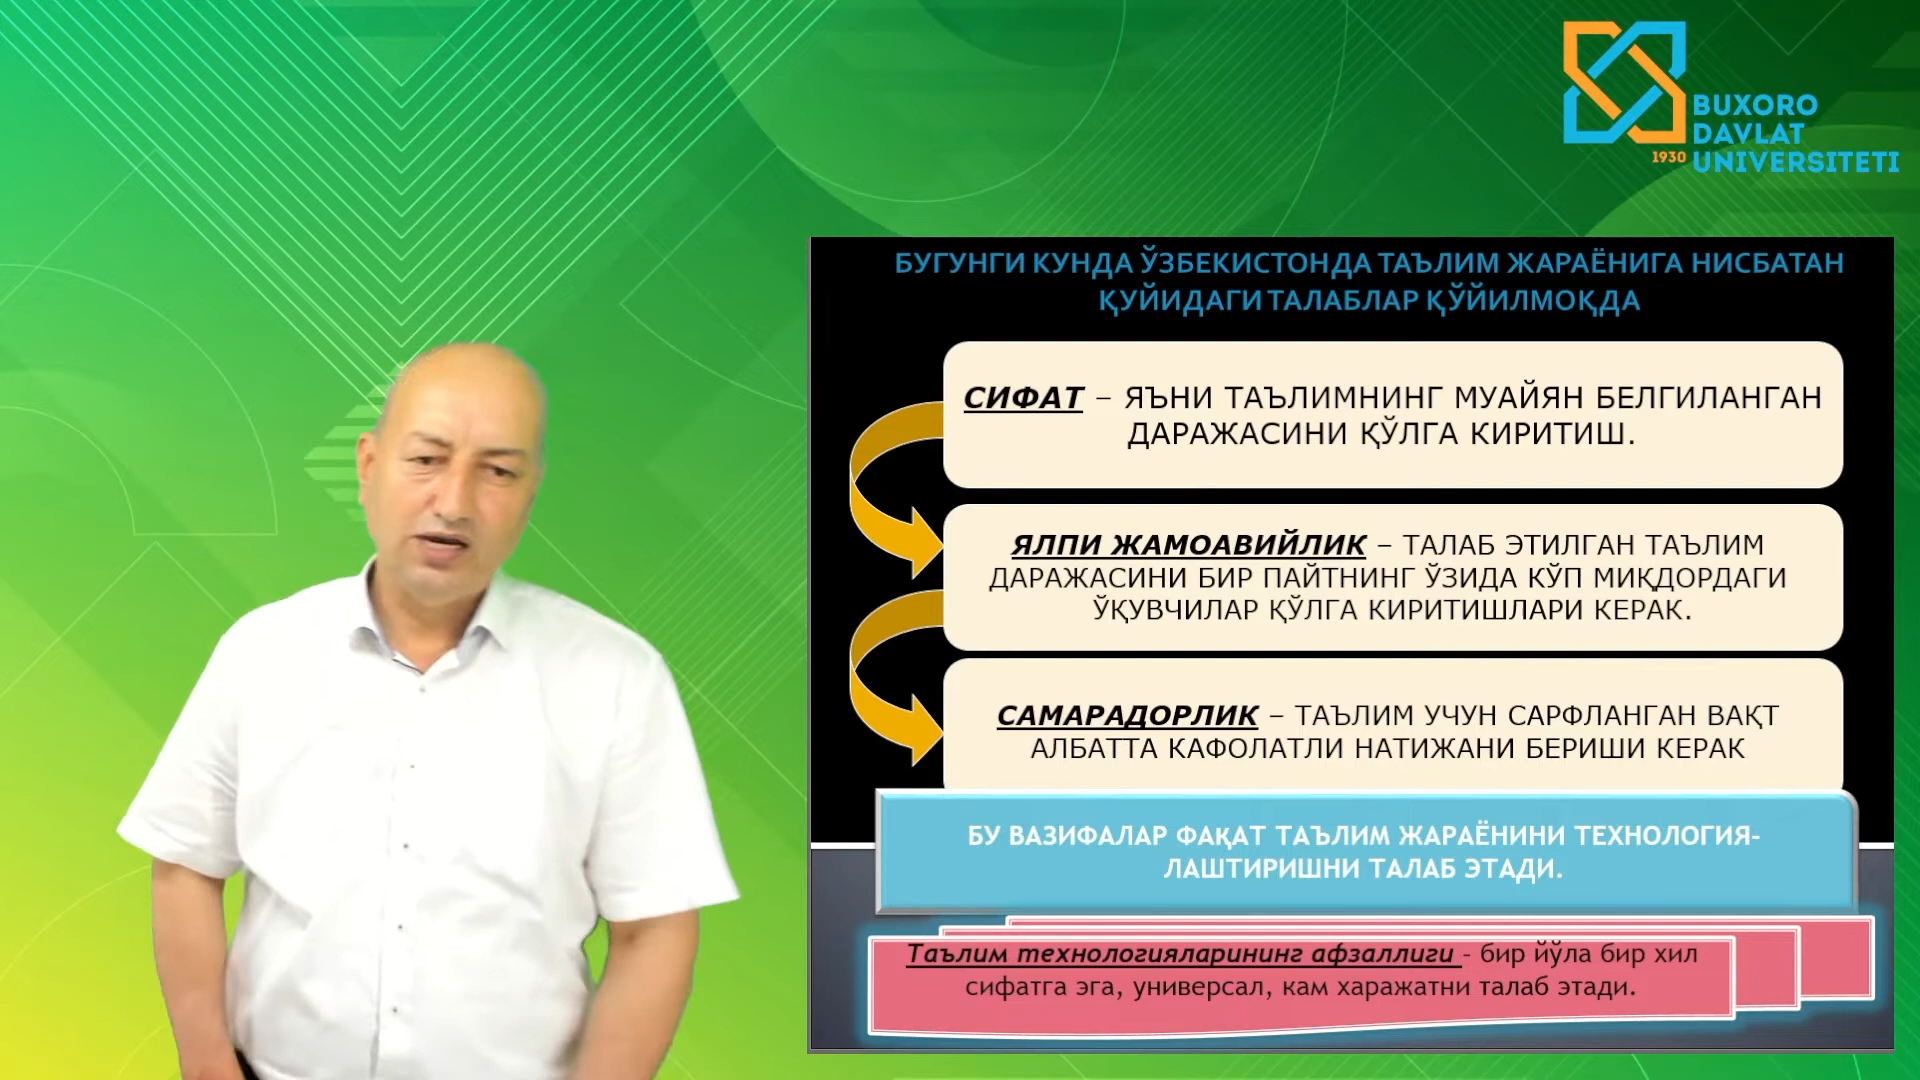 BUXORO
DAVLAT
1930 UNIVERSITETI
БУГУНГИ КУНДА ЎЗБЕКИСТОНДА ТАЪЛИМ ЖАРАЁНИГА НИСБАТАН
ҚУЙИДАГИ ТАЛАБЛАР ҚЎЙИЛМОҚДА
СИФАТ – ЯЪНИ ТАЪЛИМНИНГ МУАЙЯН БЕЛГИЛАНГАН
ДАРАЖАСИНИ ҚЎЛГА КИРИТИШ.
ЯЛПИ ЖАМОАВИЙЛИК – ТАЛАБ ЭТИЛГАН ТАЪЛИМ
ДАРАЖАСИНИ БИР ПАЙТНИНГ ЎЗИДА КЎП МИҚДОРДАГИ
ЎҚУВЧИЛАР ҚЎЛГА КИРИТИШЛАРИ КЕРАК.
САМАРАДОРЛИК – ТАЪЛИМ УЧУН САРФЛАНГАН ВАҚТ
АЛБАТТА КАФОЛАТЛИ НАТИЖАНИ БЕРИШИ КЕРАК
БУ ВАЗИФАЛАР ФАҚАТ ТАЪЛИМ ЖАРАЁНИНИ ТЕХНОЛОГИЯ-
ЛАШТИРИШНИ ТАЛАБ ЭТАДИ.
Таълим технологияларининг афзаллиги - бир йўла бир хил
сифатга эга, универсал, кам харажатни талаб этади.